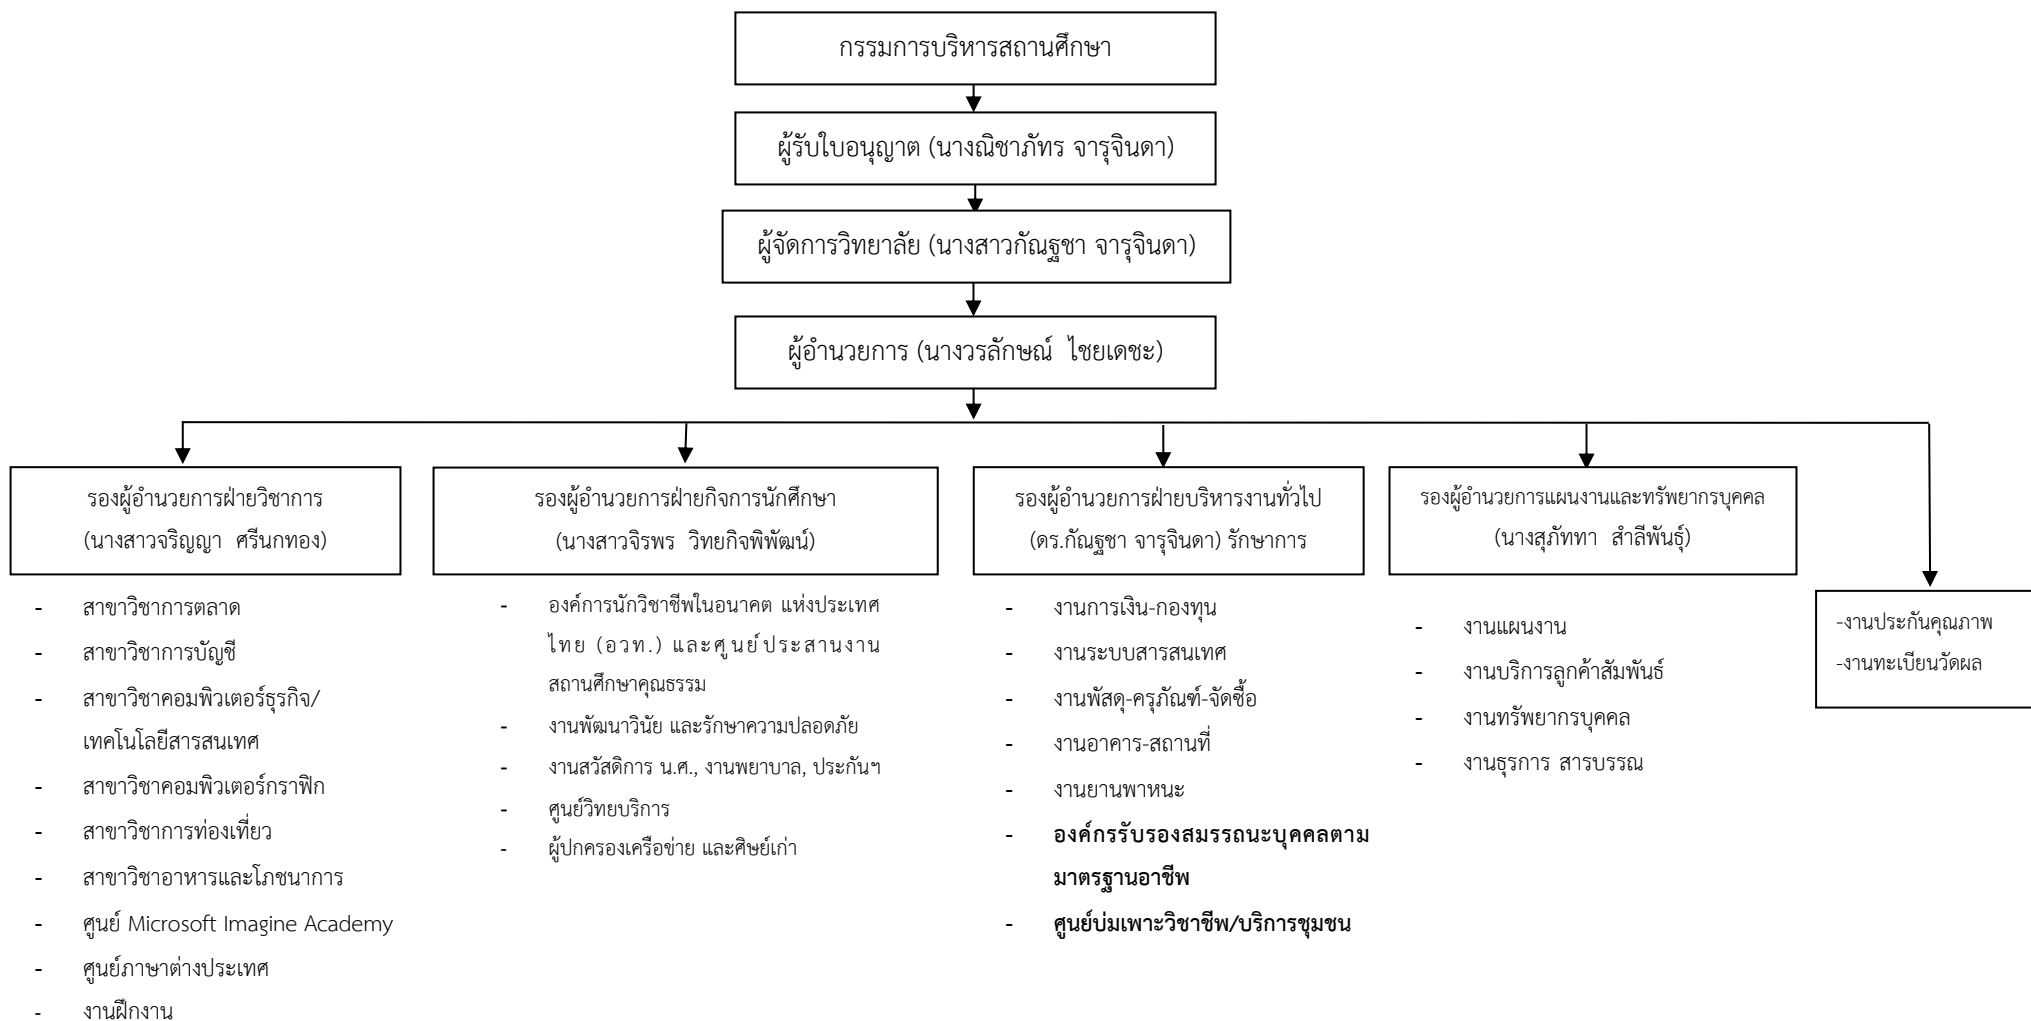 กรรมการบริหารสถานศึกษา
ผู้รับใบอนุญาต (นางณิชาภัทร จารุจินดา)
ผู้จัดการวิทยาลัย (นางสาวกัณฐชา จารุจินดา)
ผู้อำนวยการ (นางวรลักษณ์ ไชยเดชะ)
รองผู้อำนวยการฝ่ายวิชาการ
(นางสาวจริญญา ศรีนกทอง)
- สาขาวิชาการตลาด
- สาขาวิชาการบัญชี
- สาขาวิชาคอมพิวเตอร์ธุรกิจ/
เทคโนโลยีสารสนเทศ
- สาขาวิชาคอมพิวเตอร์กราฟิก
- สาขาวิชาการท่องเที่ยว
- สาขาวิชาอาหารและโภชนาการ
- ศูนย์ Microsoft Imagine Academy
- ศูนย์ภาษาต่างประเทศ
- งานฝึกงาน
รองผู้อำนวยการฝ่ายกิจการนักศึกษา
(นางสาวจิรพร วิทยกิจพิพัฒน์)
- องค์การนักวิชาชีพในอนาคต แห่งประเทศ
ไทย (อวท.) และศูนย์ประสานงาน
สถานศึกษาคุณธรรม
- งานพัฒนาวินัย และรักษาความปลอดภัย
- งานสวัสดิการ น.ศ., งานพยาบาล, ประกันฯ
- ศูนย์วิทยบริการ
- ผู้ปกครองเครือข่าย และศิษย์เก่า
รองผู้อำนวยการฝ่ายบริหารงานทั่วไป
(ดร.กัณฐชา จารุจินดา) รักษาการ
- งานการเงิน-กองทุน
- งานระบบสารสนเทศ
- งานพัสดุ-ครุภัณฑ์-จัดซื้อ
- งานอาคาร-สถานที่
- งานยานพาหนะ
- องค์กรรับรองสมรรถนะบุคคลตาม
มาตรฐานอาชีพ
- ศูนย์บ่มเพาะวิชาชีพ/บริการชุมชน
รองผู้อำนวยการแผนงานและทรัพยากรบุคคล
(นางสุภัททา สำลีพันธุ์)
- งานแผนงาน
- งานบริการลูกค้าสัมพันธ์
- งานทรัพยากรบุคคล
- งานธุรการ สารบรรณ
-งานประกันคุณภาพ
-งานทะเบียนวัดผล